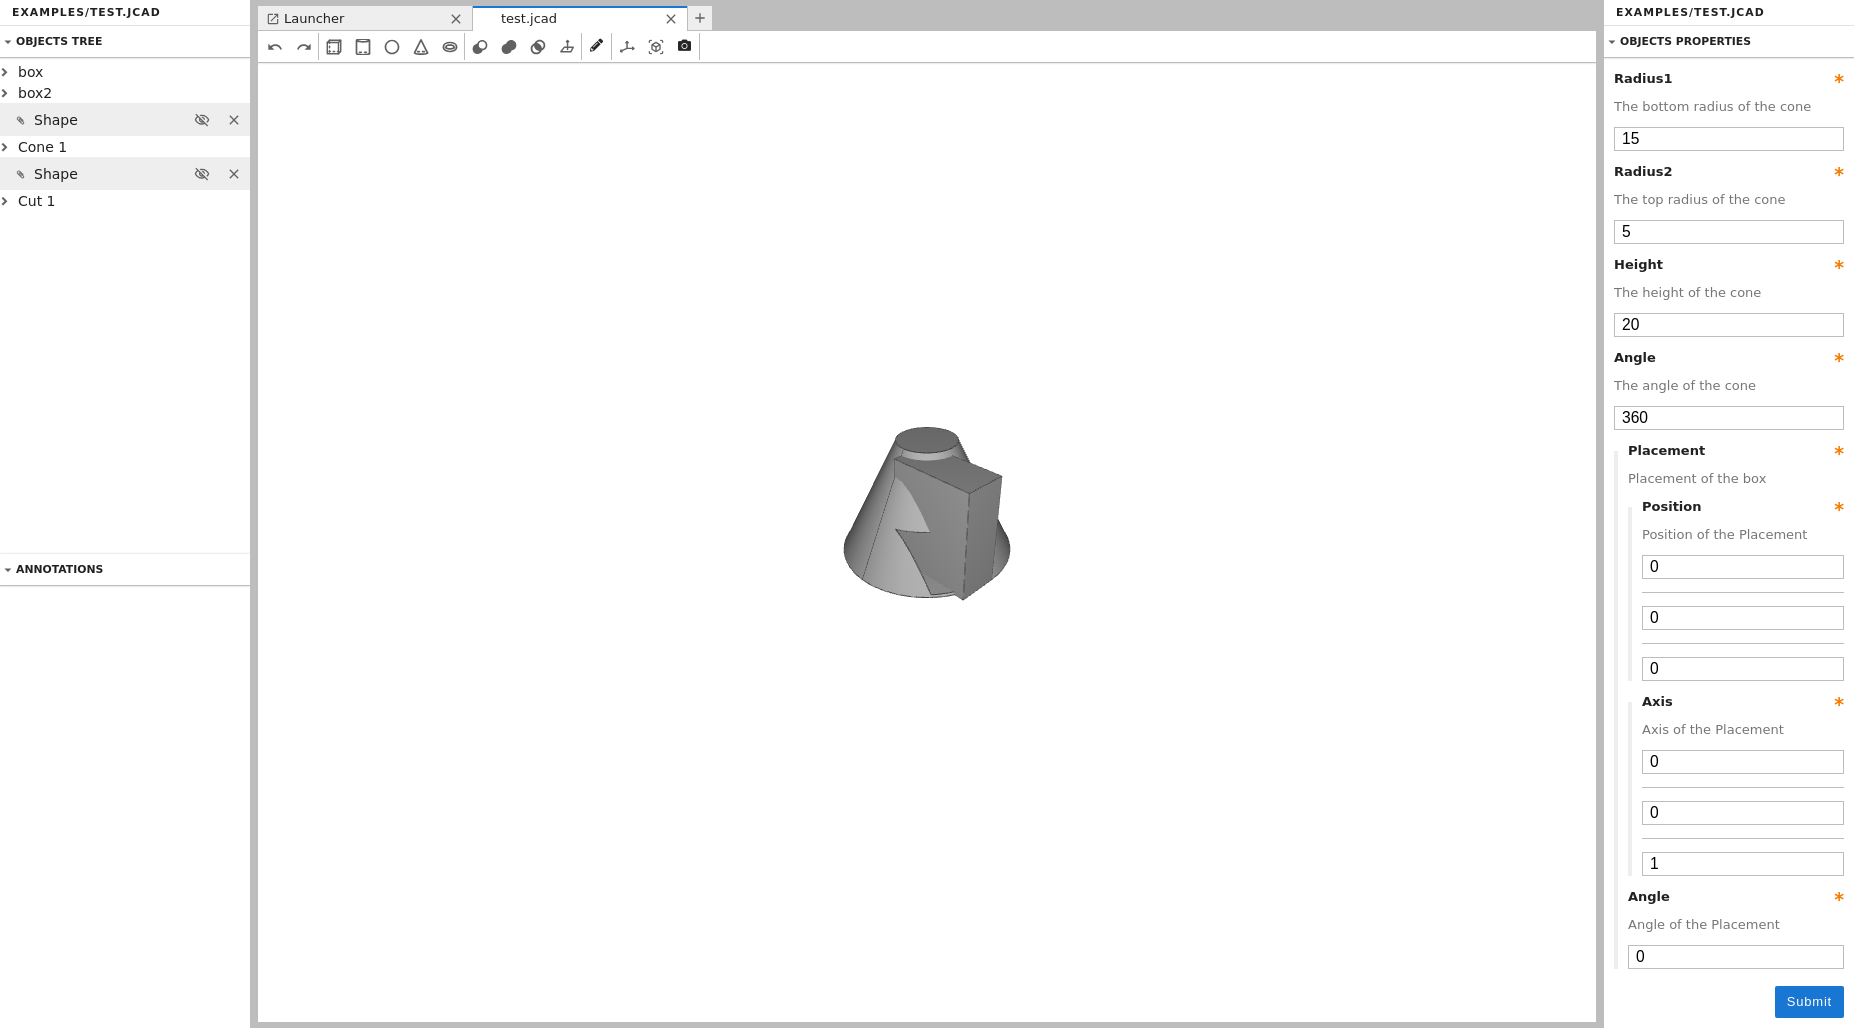 EXAMPLES/TEST.JCAD
OBJECTS TREE
box
box2
Shape
Cone 1
Shape
Cut 1
ANNOTATIONS
Launcher
test.jcad
EXAMPLES/TEST.JCAD
OBJECTS PROPERTIES
Radius1 *
The bottom radius of the cone
15
Radius2 *
The top radius of the cone
5
Height *
The height of the cone
20
Angle *
The angle of the cone
360
Placement *
Placement of the box
Position *
Position of the Placement
0
0
0
Axis *
Axis of the Placement
0
0
1
Angle *
Angle of the Placement
0
Submit